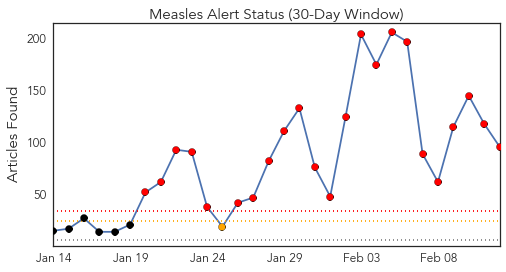 Measles Alert Status (30-Day Window)
Articles Found
200
150
100
50
Jan 14 Jan 19 Jan 24 Jan 29 Feb 03 Feb 08